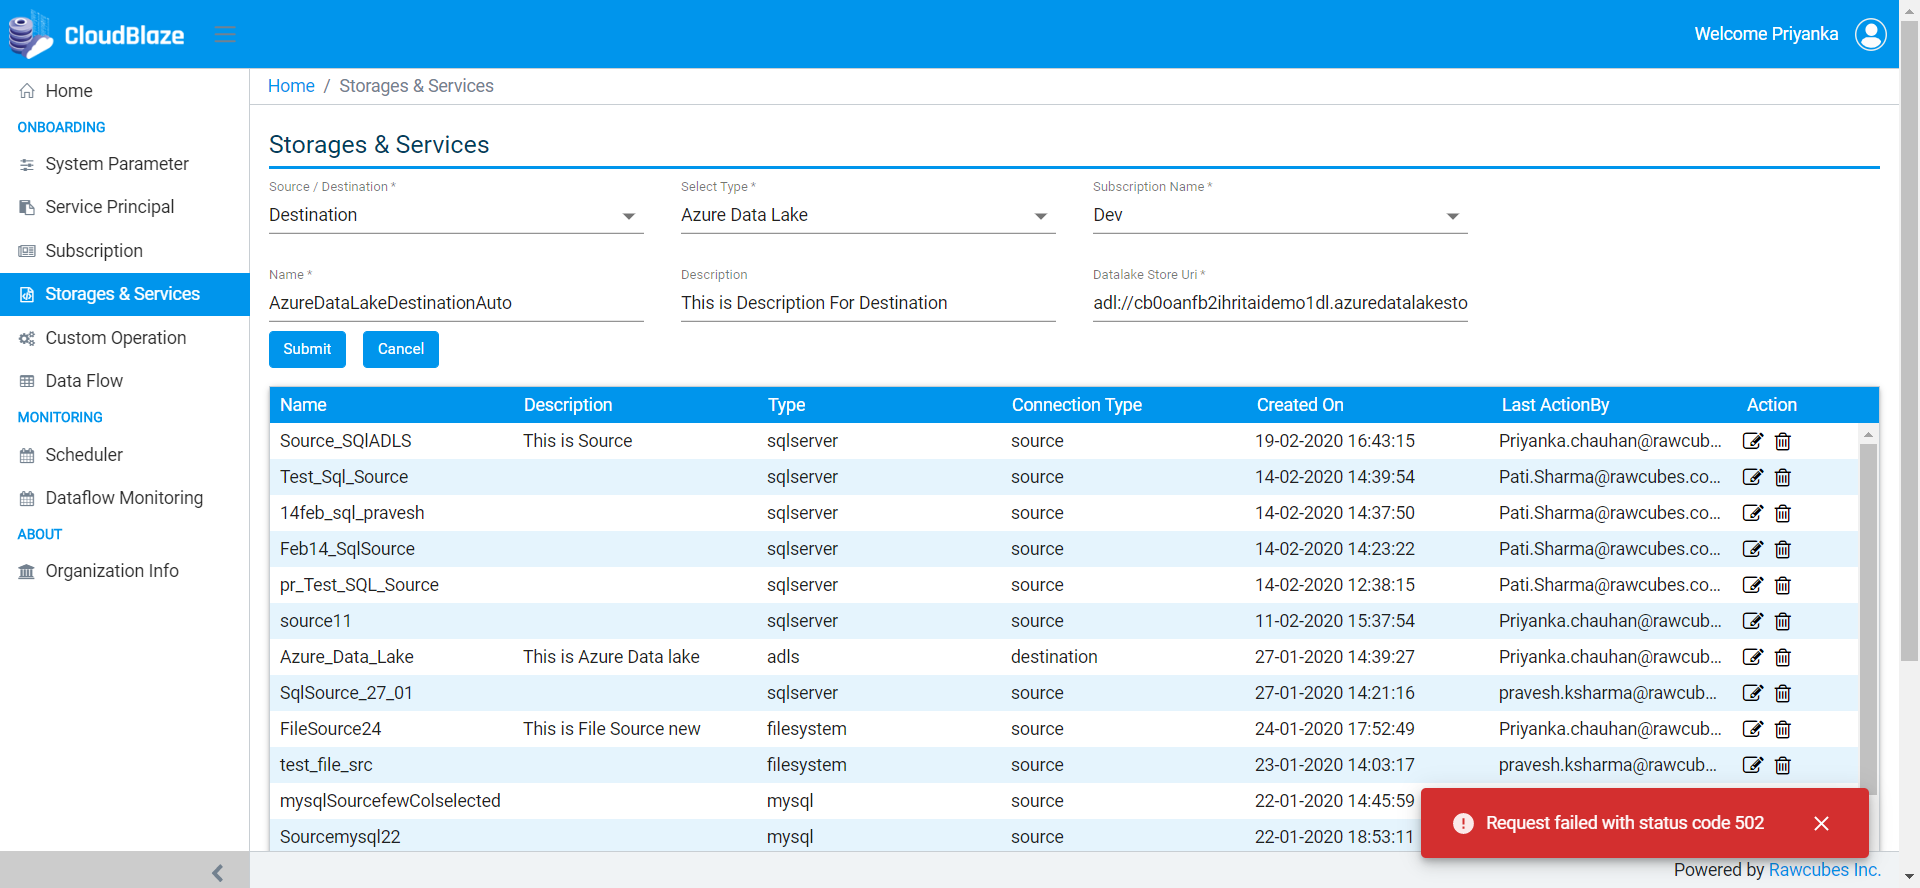 CloudBlaze
Welcome Priyanka
Home
ONBOARDING
System Parameter
Service Principal
Subscription
Storages & Services
Custom Operation
Data Flow
MONITORING
Scheduler
Dataflow Monitoring
ABOUT
Organization Info
Home / Storages & Services
Storages & Services
Source / Destination * Select Type * Subscription Name *
Destination Azure Data Lake Dev
Name * Description Datalake Store Uri *
AzureDataLakeDestinationAuto This is Description For Destination adl://cb0oanfb2ihritaidemo1dl.azuredatalakesto
Submit Cancel
Name Description Type Connection Type Created On Last ActionBy Action
Source_SQlADLS This is Source sqlserver source 19-02-2020 16:43:15 Priyanka.chauhan@rawcub...
Test_Sql_Source sqlserver source 14-02-2020 14:39:54 Pati.Sharma@rawcubes.co...
14feb_sql_pravesh sqlserver source 14-02-2020 14:37:50 Pati.Sharma@rawcubes.co...
Feb14_SqlSource sqlserver source 14-02-2020 14:23:22 Pati.Sharma@rawcubes.co...
pr_Test_SQL_Source sqlserver source 14-02-2020 12:38:15 Pati.Sharma@rawcubes.co...
source11 sqlserver source 11-02-2020 15:37:54 Priyanka.chauhan@rawcub...
Azure_Data_Lake This is Azure Data lake adls destination 27-01-2020 14:39:27 Priyanka.chauhan@rawcub...
SqlSource_27_01 sqlserver source 27-01-2020 14:21:16 pravesh.ksharma@rawcub...
FileSource24 This is File Source new filesystem source 24-01-2020 17:52:49 Priyanka.chauhan@rawcub...
test_file_src filesystem source 23-01-2020 14:03:17 pravesh.ksharma@rawcub...
mysqlSourcefewColselected mysql source 22-01-2020 14:45:59
Sourcemysql22 mysql source 22-01-2020 18:53:11
Request failed with status code 502
Powered by Rawcubes Inc.